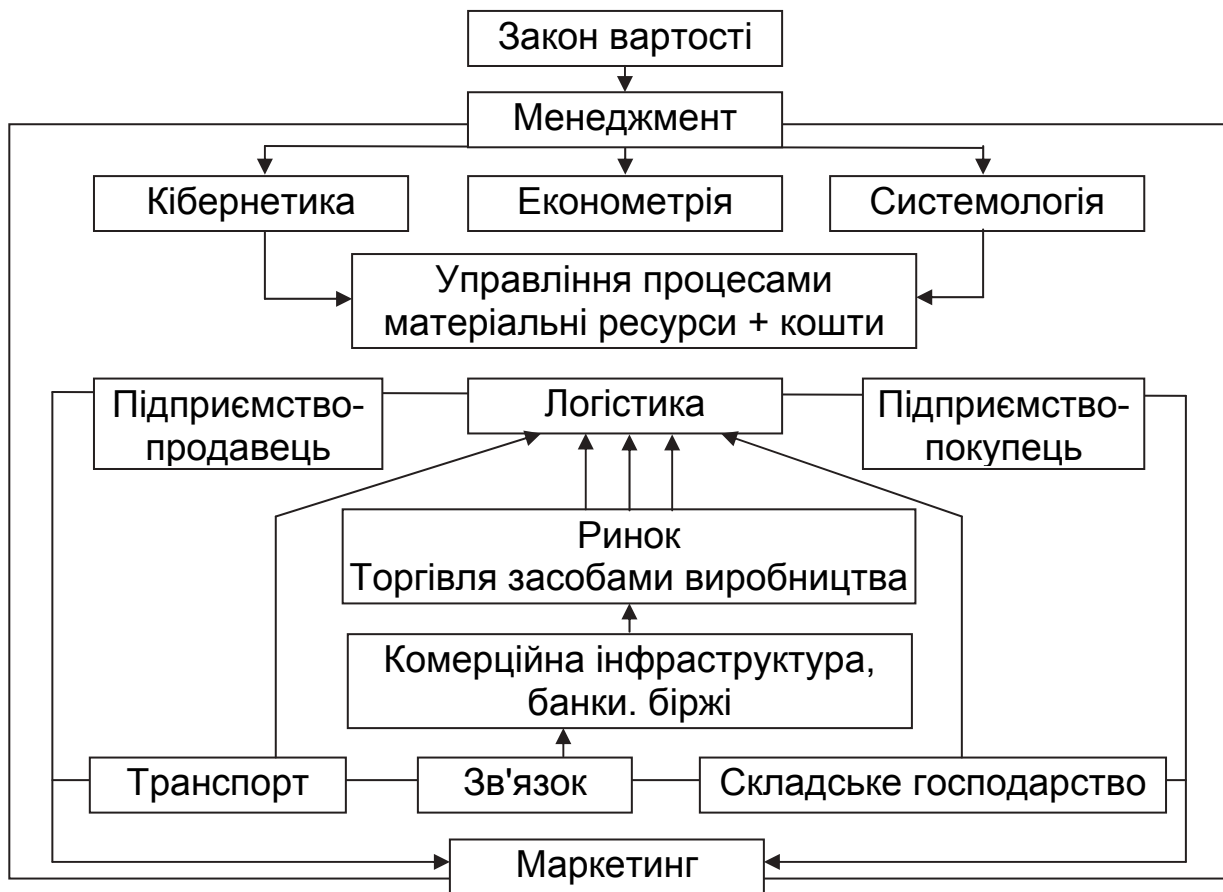 Закон вартості
Менеджмент
Кібернетика
Економетрія
Системологія
Управління процесами
матеріальні ресурси + кошти
Підприємство-
продавець
Логістика
Підприємство-
покупець
Ринок
Торгівля засобами виробництва
Комерційна інфраструктура,
банки. біржі
Транспорт
Зв'язок
Складське господарство
Маркетинг